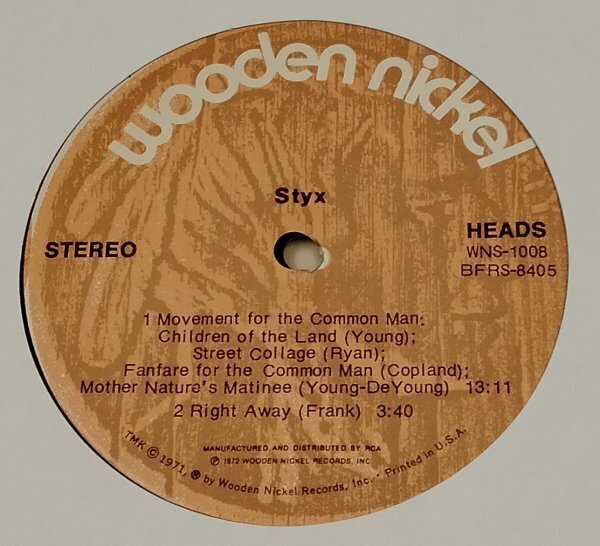 wooden nickel
Styx
STEREO
HEADS
WNS-1008
BFRS-8405
1 Movement for the Common Man:
Children of the Land (Young);
Street Collage (Ryan);
Fanfare for the Common Man (Copland);
Mother Nature's Matinee (Young-DeYoung) 13:11
2 Right Away (Frank) 3:40
MANUFACTURED AND DISTRIBUTED BY RCA
℗ 1972 WOODEN NICKEL RECORDS, INC.
TMK © 1971, ® by Wooden Nickel Records, Inc. • Printed in U.S.A.